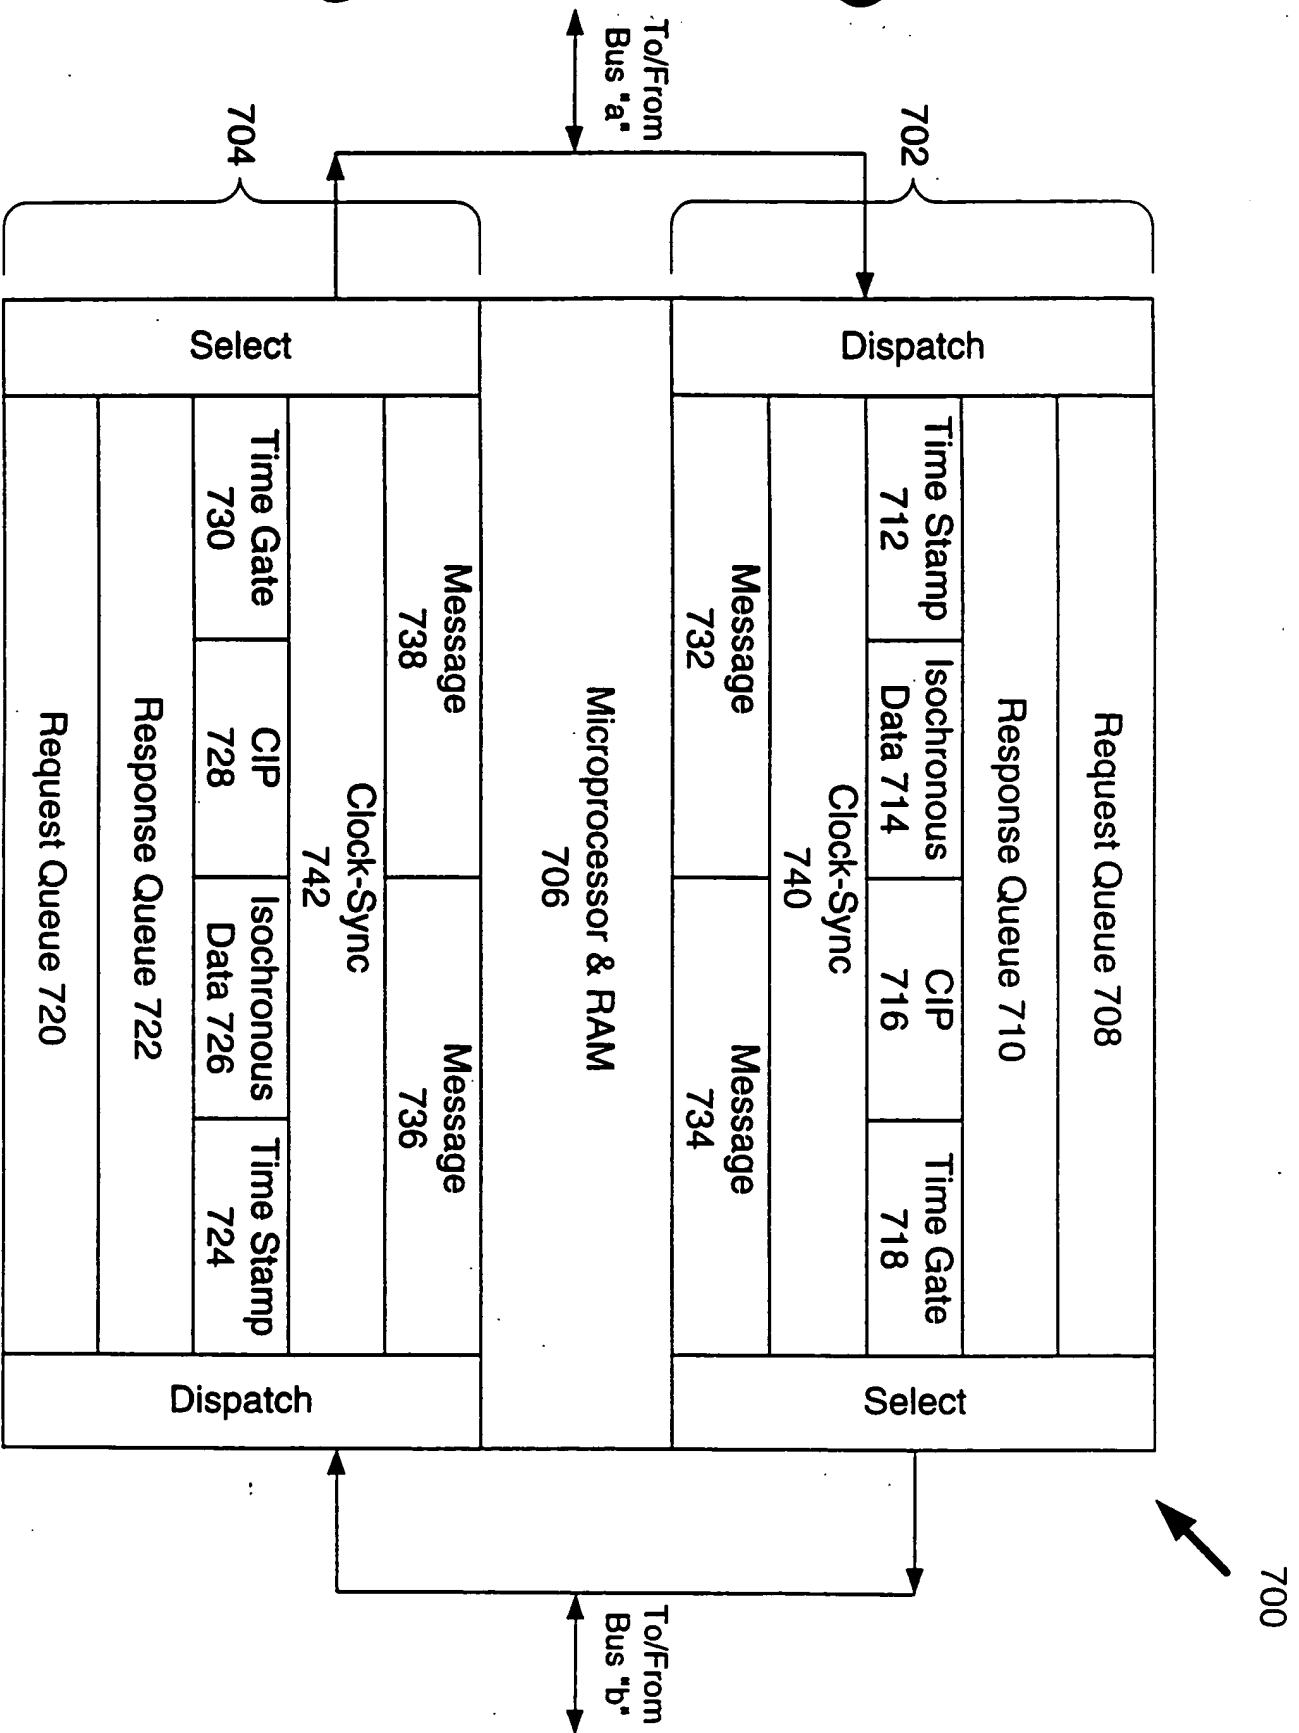 700
702
To/From
Bus "a"
704
Dispatch
Request Queue 708
Response Queue 710
Time Stamp
712
Isochronous
Data 714
CIP
716
Time Gate
718
Clock-Sync
740
Message
732
Message
734
Select
Microprocessor & RAM
706
Select
Message
738
Message
736
Clock-Sync
742
Time Gate
730
CIP
728
Isochronous
Data 726
Time Stamp
724
Response Queue 722
Request Queue 720
Dispatch
To/From
Bus "b"